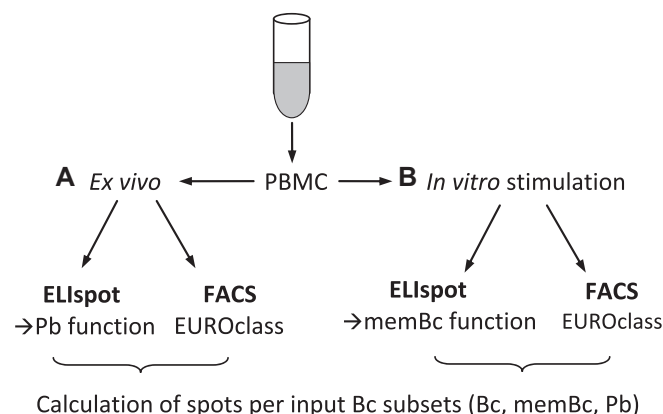 A Ex vivo PBMC B In vitro stimulation
ELIspot FACS ELIspot FACS
→Pb function EUROclass →memBc function EUROclass
Calculation of spots per input Bc subsets (Bc, memBc, Pb)